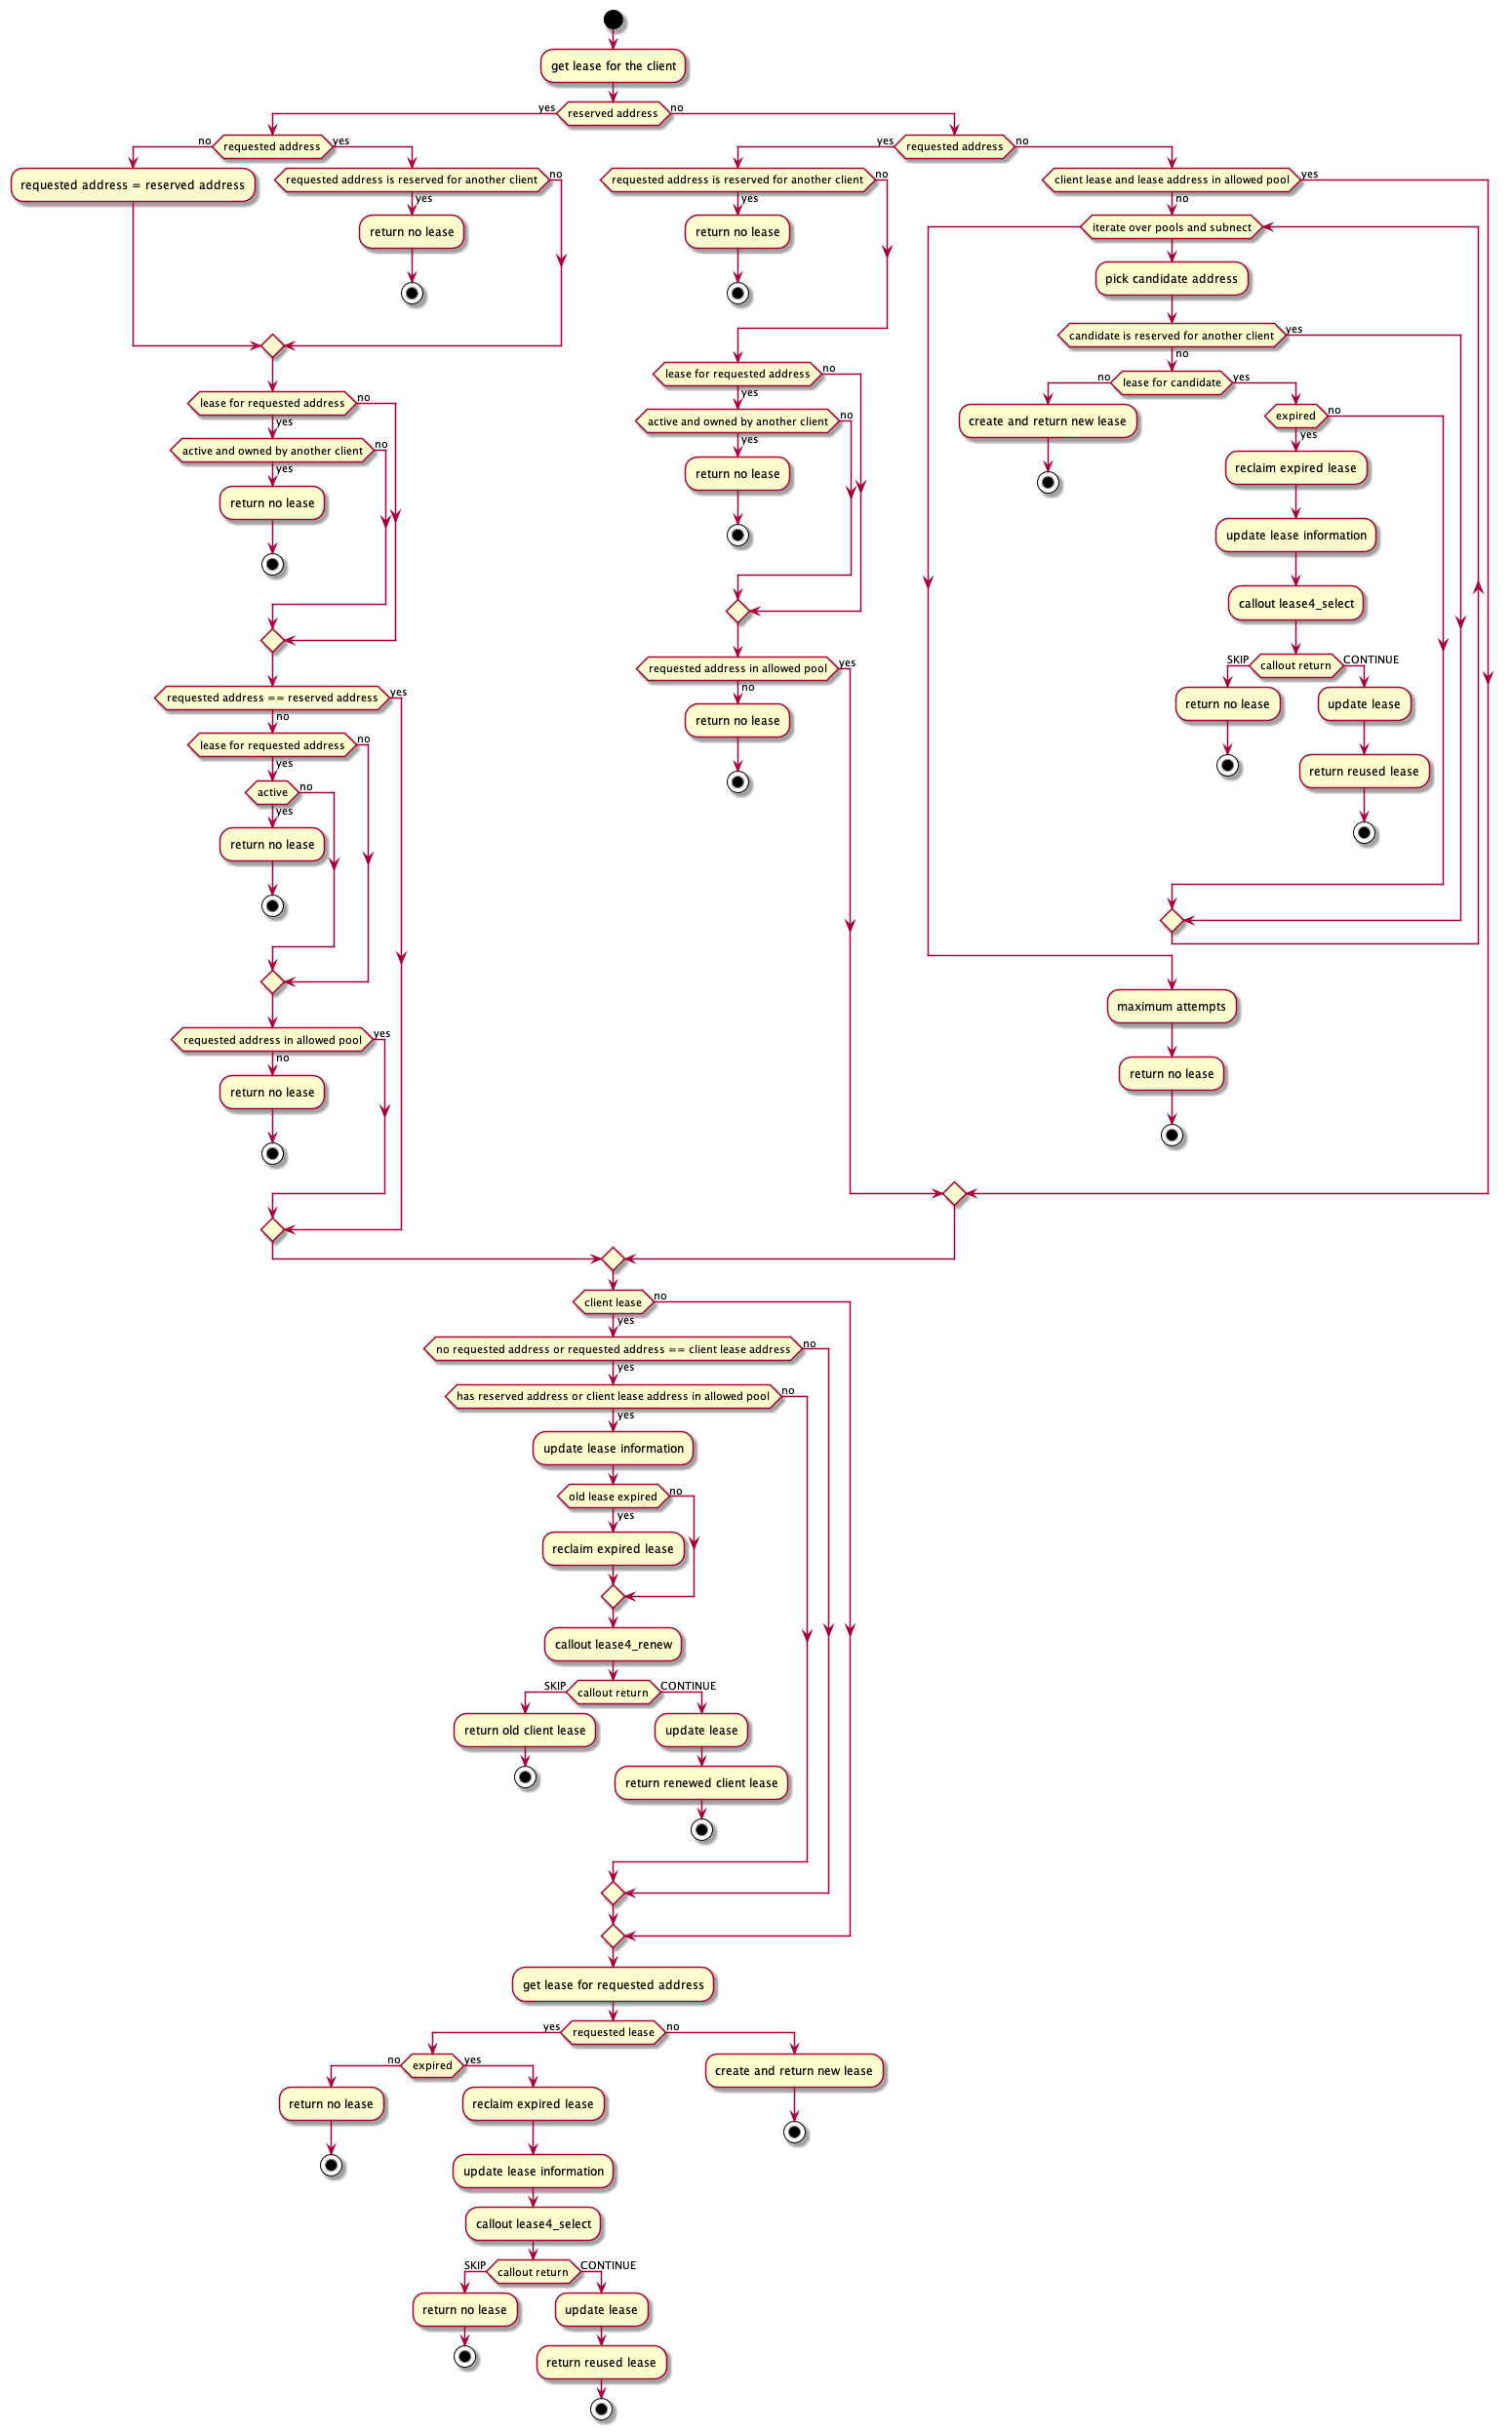 get lease for the client
yes
reserved address
no
no
requested address
yes
yes
requested address
no
requested address = reserved address
requested address is reserved for another client
no
yes
return no lease
requested address is reserved for another client
no
yes
return no lease
client lease and lease address in allowed pool
yes
no
iterate over pools and subnect
pick candidate address
candidate is reserved for another client
yes
no
no
lease for candidate
yes
create and return new lease
expired
no
yes
reclaim expired lease
update lease information
callout lease4_select
SKIP
callout return
CONTINUE
return no lease
update lease
return reused lease
maximum attempts
return no lease
lease for requested address
no
yes
active and owned by another client
no
yes
return no lease
requested address in allowed pool
yes
no
return no lease
lease for requested address
no
yes
active and owned by another client
no
yes
return no lease
requested address == reserved address
yes
no
lease for requested address
no
yes
active
no
yes
return no lease
requested address in allowed pool
yes
no
return no lease
client lease
no
yes
no requested address or requested address == client lease address
no
yes
has reserved address or client lease address in allowed pool
no
yes
update lease information
old lease expired
no
yes
reclaim expired lease
callout lease4_renew
SKIP
callout return
CONTINUE
return old client lease
update lease
return renewed client lease
get lease for requested address
yes
requested lease
no
no
expired
yes
create and return new lease
return no lease
reclaim expired lease
update lease information
callout lease4_select
SKIP
callout return
CONTINUE
return no lease
update lease
return reused lease